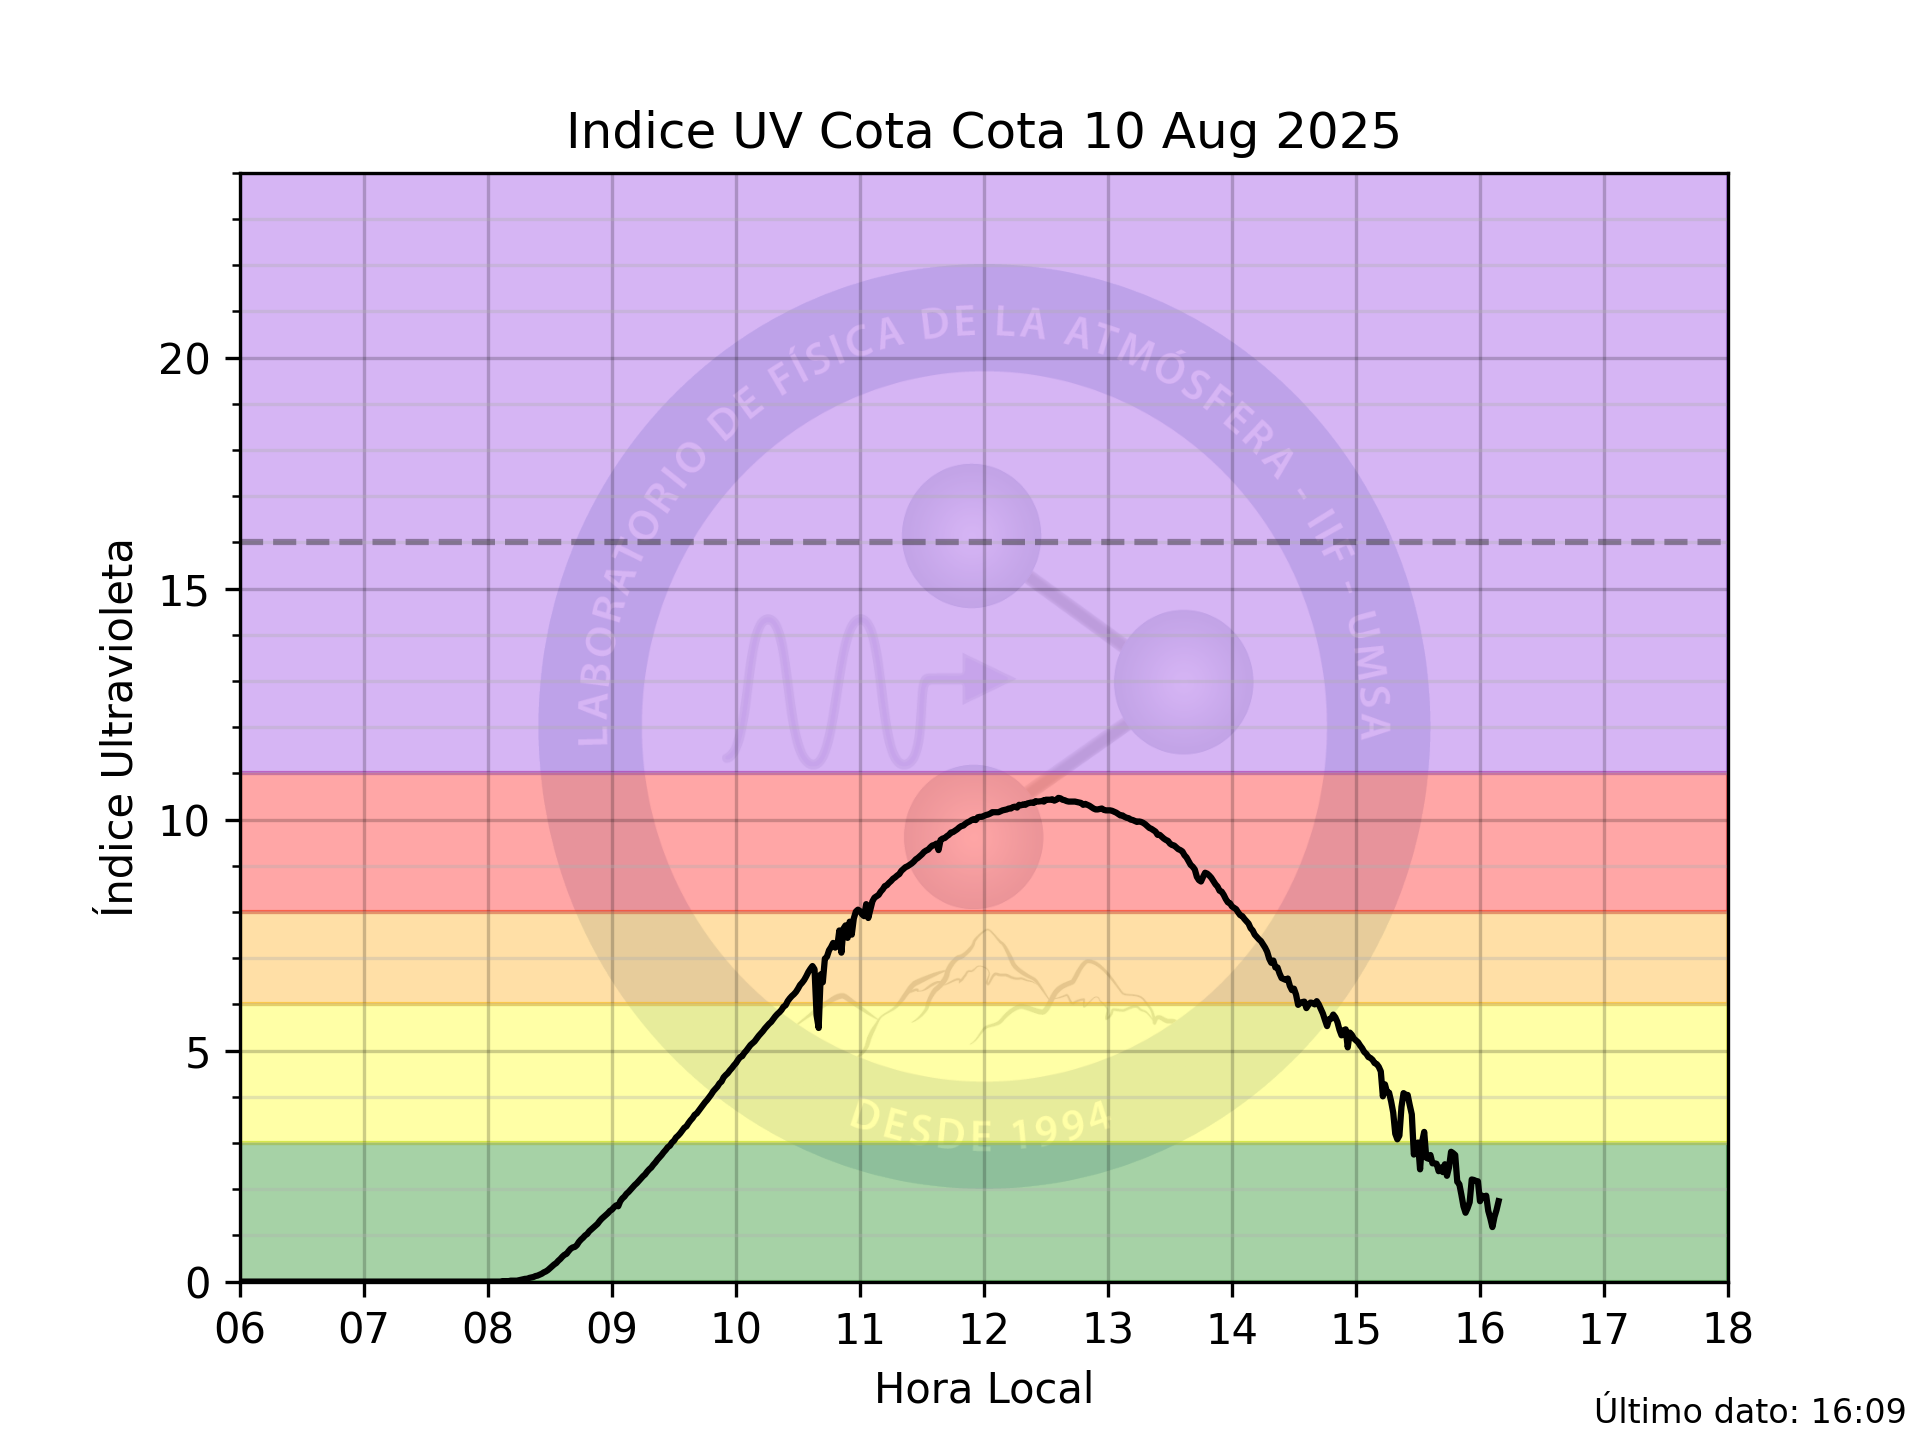 Indice UV Cota Cota 10 Aug 2025
Índice Ultravioleta
20
15
10
5
0
LABORATORIO DE FÍSICA DE LA ATMÓSFERA - IIF - UMSA
DESDE 1994
06 07 08 09 10 11 12 13 14 15 16 17 18
Hora Local
Último dato: 16:09